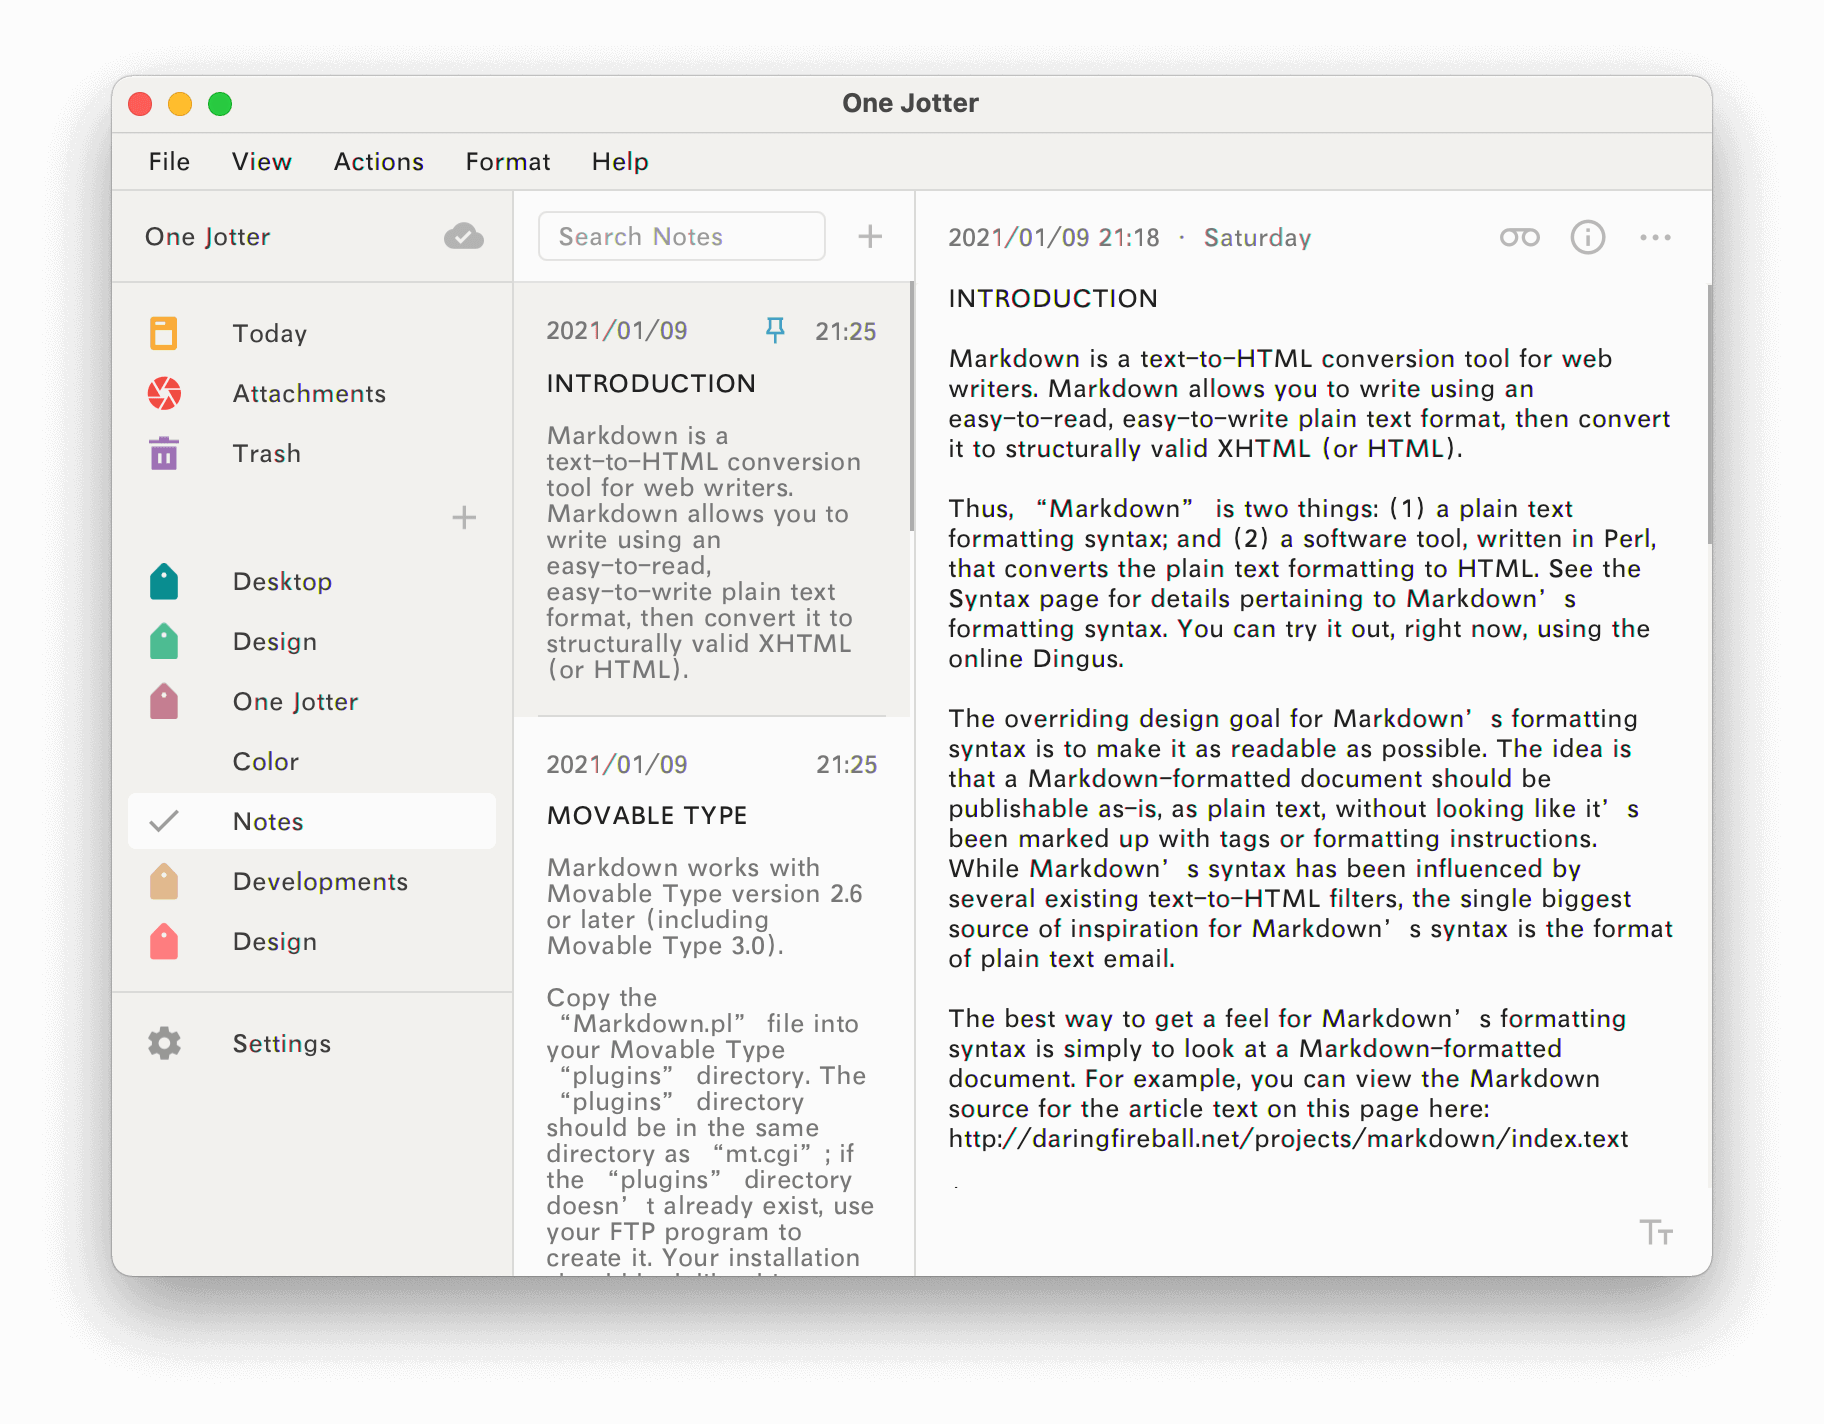 One Jotter
File View Actions Format Help
One Jotter
Today
Attachments
Trash
Desktop
Design
One Jotter
Color
Notes
Developments
Design
Settings
Search Notes
2021/01/09 21:25
INTRODUCTION
Markdown is a
text-to-HTML conversion
tool for web writers.
Markdown allows you to
write using an
easy-to-read,
easy-to-write plain text
format, then convert it to
structurally valid XHTML
(or HTML).
2021/01/09 21:25
MOVABLE TYPE
Markdown works with
Movable Type version 2.6
or later (including
Movable Type 3.0).
Copy the
“Markdown.pl” file into
your Movable Type
“plugins” directory. The
“plugins” directory
should be in the same
directory as “mt.cgi” ; if
the “plugins” directory
doesn’ t already exist, use
your FTP program to
create it. Your installation
2021/01/09 21:18 · Saturday
INTRODUCTION
Markdown is a text-to-HTML conversion tool for web
writers. Markdown allows you to write using an
easy-to-read, easy-to-write plain text format, then convert
it to structurally valid XHTML (or HTML).
Thus, “Markdown” is two things: (1) a plain text
formatting syntax; and (2) a software tool, written in Perl,
that converts the plain text formatting to HTML. See the
Syntax page for details pertaining to Markdown’ s
formatting syntax. You can try it out, right now, using the
online Dingus.
The overriding design goal for Markdown’ s formatting
syntax is to make it as readable as possible. The idea is
that a Markdown-formatted document should be
publishable as-is, as plain text, without looking like it’ s
been marked up with tags or formatting instructions.
While Markdown’ s syntax has been influenced by
several existing text-to-HTML filters, the single biggest
source of inspiration for Markdown’ s syntax is the format
of plain text email.
The best way to get a feel for Markdown’ s formatting
syntax is simply to look at a Markdown-formatted
document. For example, you can view the Markdown
source for the article text on this page here:
http://daringfireball.net/projects/markdown/index.text
TT